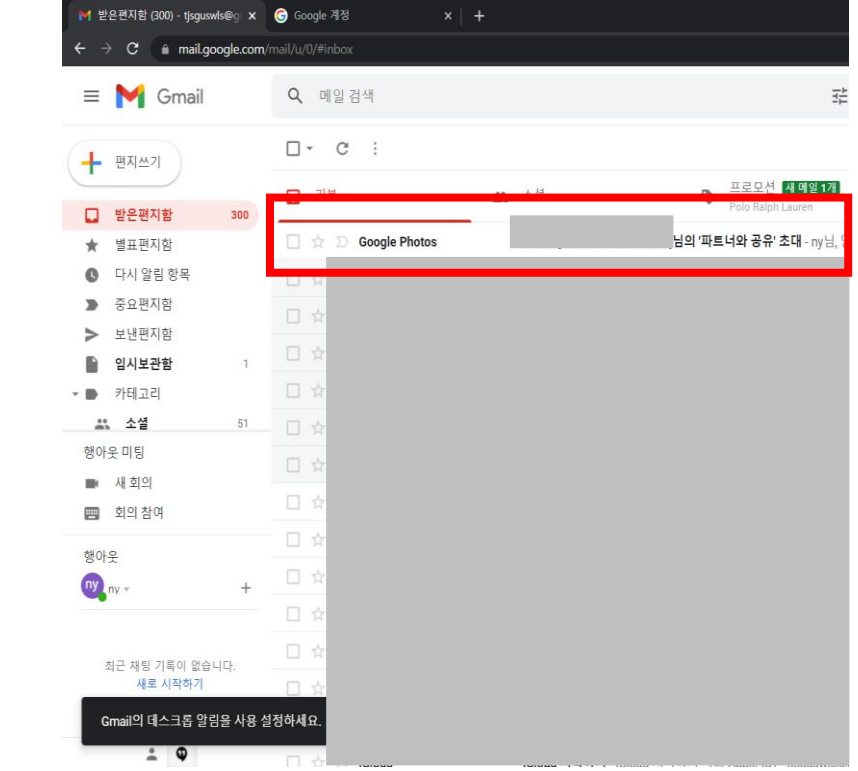 받은편지함 (300) - tjsguswls@g
Google 계정
mail.google.com/mail/u/0/#inbox
Gmail
메일 검색
편지쓰기
프로모션 새 메일 1개
Polo Ralph Lauren
받은편지함 300
Google Photos 님의 '파트너와 공유' 초대 - ny님,
별표편지함
다시 알림 항목
중요편지함
보낸편지함
임시보관함 1
카테고리
소셜 51
행아웃 미팅
새 회의
회의 참여
행아웃
ny ny
최근 채팅 기록이 없습니다.
새로 시작하기
Gmail의 데스크톱 알림을 사용 설정하세요.